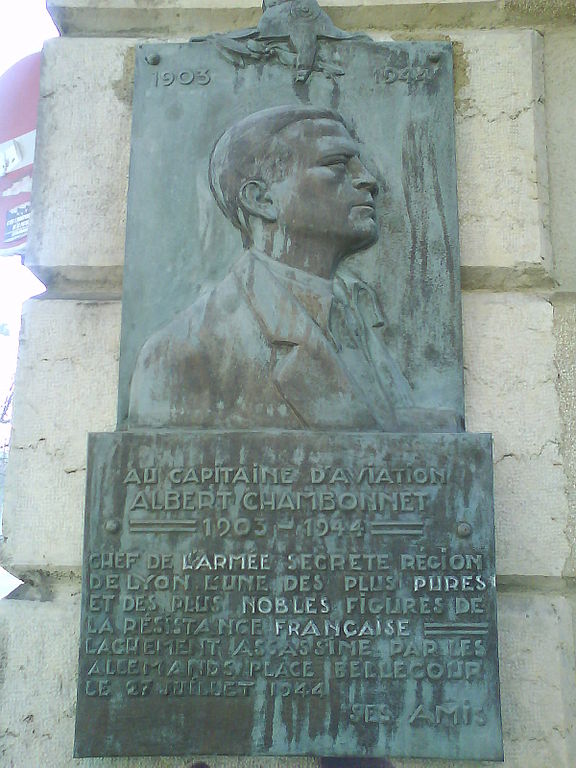 1903 1944
AU CAPITAINE D'AVIATION
ALBERT CHAMBONNET
1903 - 1944
CHEF DE L'ARMÉE SECRETE RÉGION
DE LYON L'UNE DES PLUS PURES
ET DES PLUS NOBLES FIGURES DE
LA RÉSISTANCE FRANÇAISE
LACHEMENT ASSASSINÉ PAR LES
ALLEMANDS PLACE BELLECOUR
LE 27 JUILLET 1944
SES AMIS